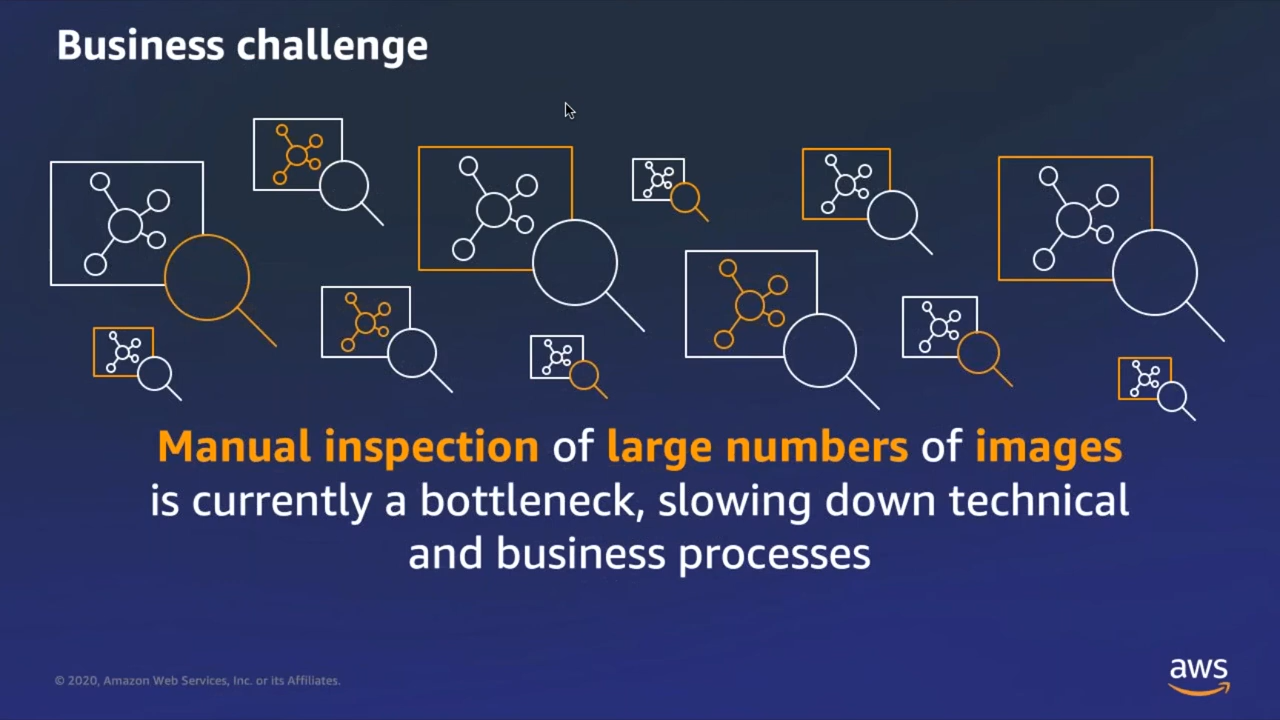 Business challenge
Manual inspection of large numbers of images
is currently a bottleneck, slowing down technical
and business processes
© 2020, Amazon Web Services, Inc. or its Affiliates.
aws